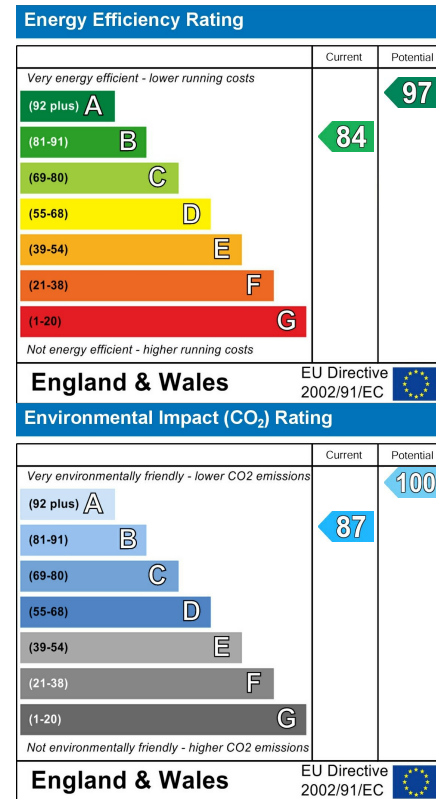 Energy Efficiency Rating
Current Potential
Very energy efficient - lower running costs
(92 plus) A
97
(81-91) B
84
(69-80) C
(55-68) D
(39-54) E
(21-38) F
(1-20) G
Not energy efficient - higher running costs
England & Wales
EU Directive
2002/91/EC
Environmental Impact (CO₂) Rating
Current Potential
Very environmentally friendly - lower CO2 emissions
100
(92 plus) A
(81-91) B
87
(69-80) C
(55-68) D
(39-54) E
(21-38) F
(1-20) G
Not environmentally friendly - higher CO2 emissions
England & Wales
EU Directive
2002/91/EC